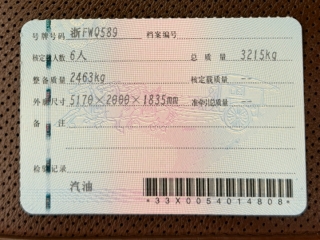 号牌号码 浙FWQ589 档案编号
核定载人数 6人 总质量 3215kg
整备质量 2463kg 核定载质量 --
外廓尺寸 5170×2000×1835mm 准牵引总质量 --
备注
检验记录
汽油
*33X0054014808*